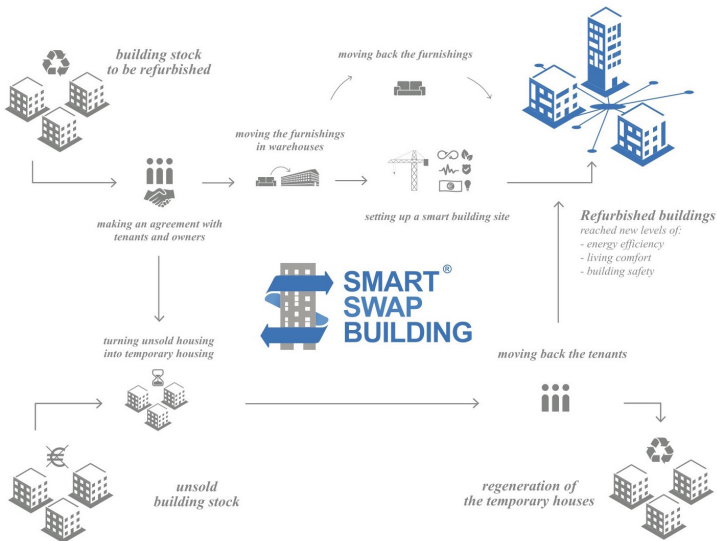 building stock
to be refurbished
moving back the furnishings
moving the furnishings
in warehouses
making an agreement with
tenants and owners
setting up a smart building site
Refurbished buildings
reached new levels of:
- energy efficiency
- living comfort
- building safety
SMART ®
SWAP
BUILDING
turning unsold housing
into temporary housing
moving back the tenants
€
unsold
building stock
regeneration of
the temporary houses